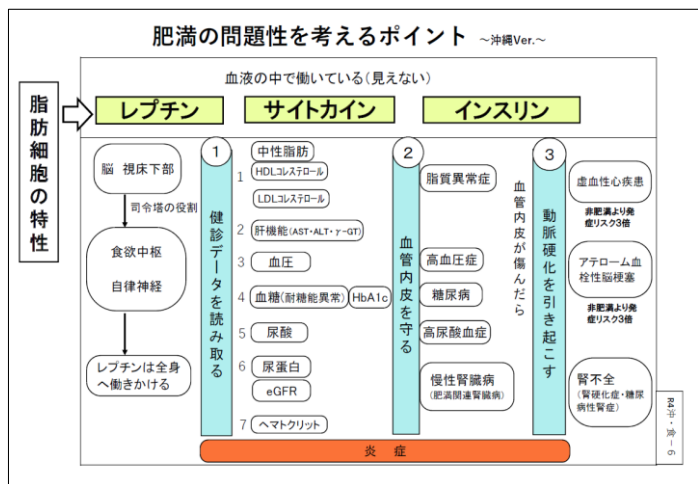 肥満の問題性を考えるポイント ~沖縄Ver.~
脂肪細胞の特性
血液の中で働いている(見えない)
レプチン
サイトカイン
インスリン
脳 視床下部
司令塔の役割
食欲中枢
自律神経
レプチンは全身
へ働きかける
1
健診データを読み取る
1
中性脂肪
HDLコレステロール
LDLコレステロール
2 肝機能(AST・ALT・γ-GT)
3 血圧
4 血糖(耐糖能異常) HbA1c
5 尿酸
6 尿蛋白
eGFR
7 ヘマトクリット
2
血管内皮を守る
脂質異常症
高血圧症
糖尿病
高尿酸血症
慢性腎臓病
(肥満関連腎臓病)
血管内皮が傷んだら
3
動脈硬化を引き起こす
虚血性心疾患
非肥満より発
症リスク3倍
アテローム血
栓性脳梗塞
非肥満より発
症リスク3倍
腎不全
(腎硬化症・糖尿
病性腎症)
炎症
R4沖・食-6